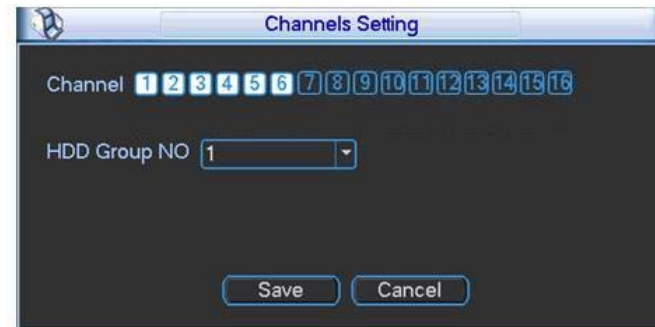 Channels Setting
Channel 1 2 3 4 5 6 7 8 9 10 11 12 13 14 15 16
HDD Group NO 1
Save Cancel